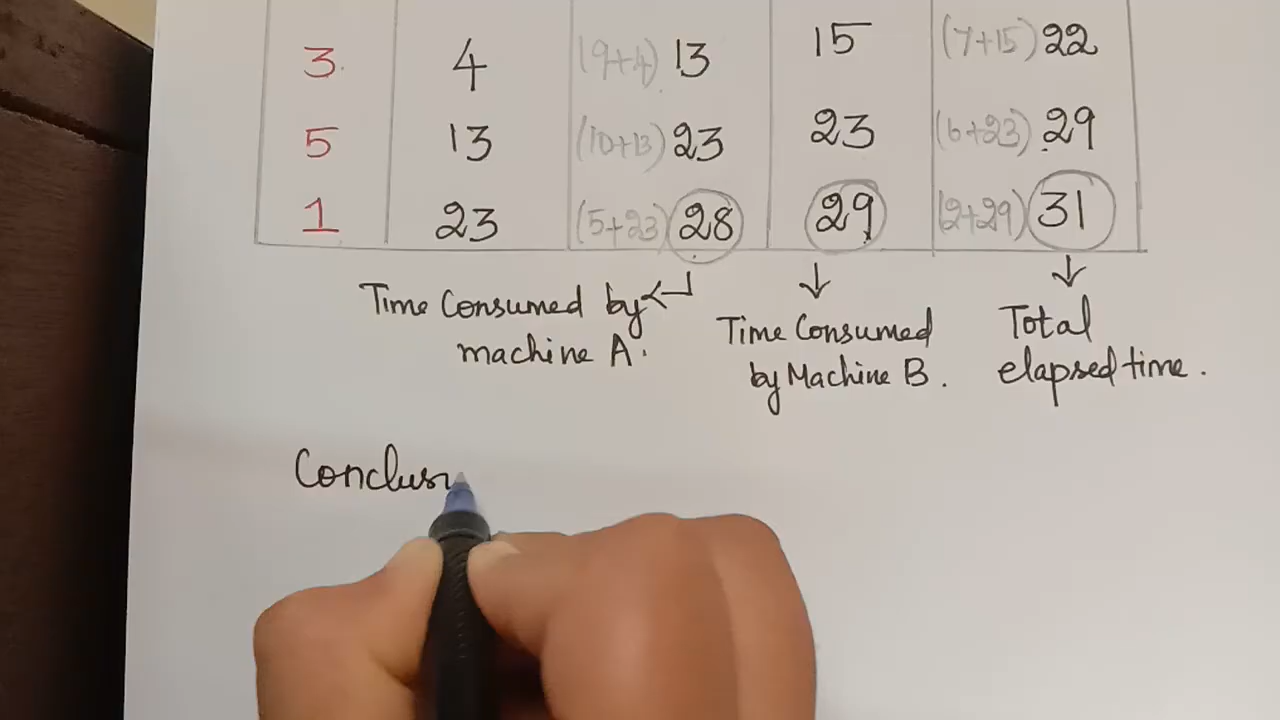 3. 4 (9+4) 13 15 (7+15) 22
5 13 (10+13) 23 23 (6+23) 29
1 23 (5+23) 28 29 (2+29) 31
Time Consumed by
machine A.
Time Consumed
by Machine B.
Total
elapsed time.
Conclus